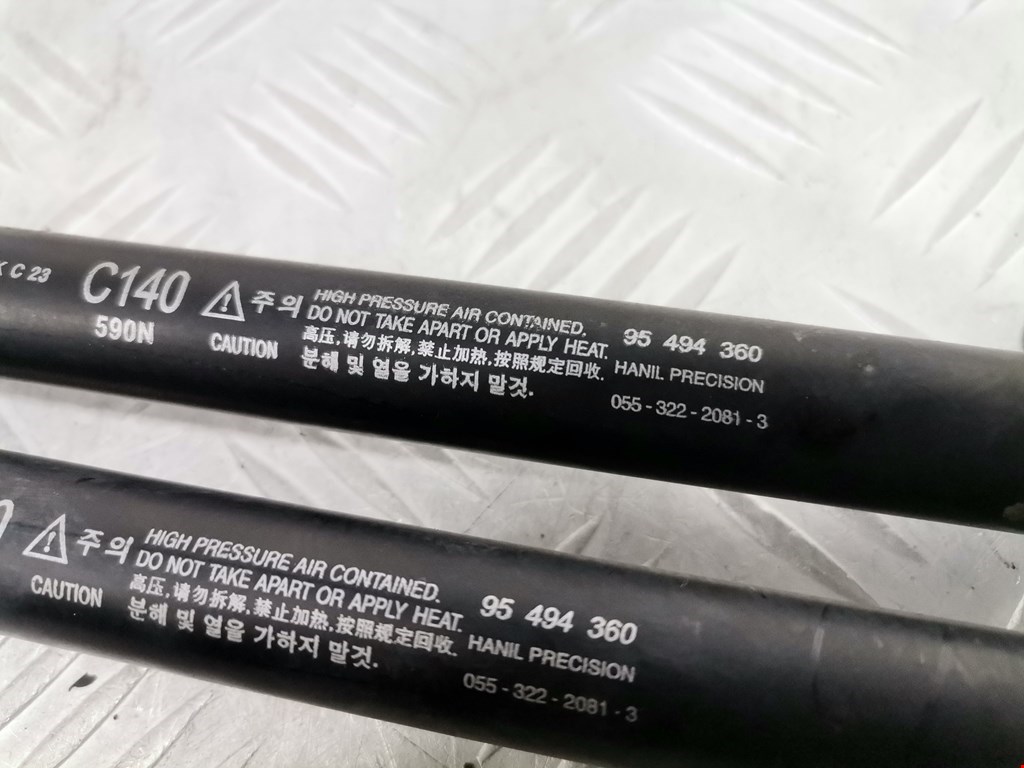 C 23
C140
590N
주의
CAUTION
HIGH PRESSURE AIR CONTAINED.
DO NOT TAKE APART OR APPLY HEAT.
高压,请勿拆解,禁止加热,按照规定回收.
분해 및 열을 가하지 말것.
95 494 360
HANIL PRECISION
055-322-2081-3
주의
CAUTION
HIGH PRESSURE AIR CONTAINED.
DO NOT TAKE APART OR APPLY HEAT.
高压,请勿拆解,禁止加热,按照规定回收.
분해 및 열을 가하지 말것.
95 494 360
HANIL PRECISION
055-322-2081-3